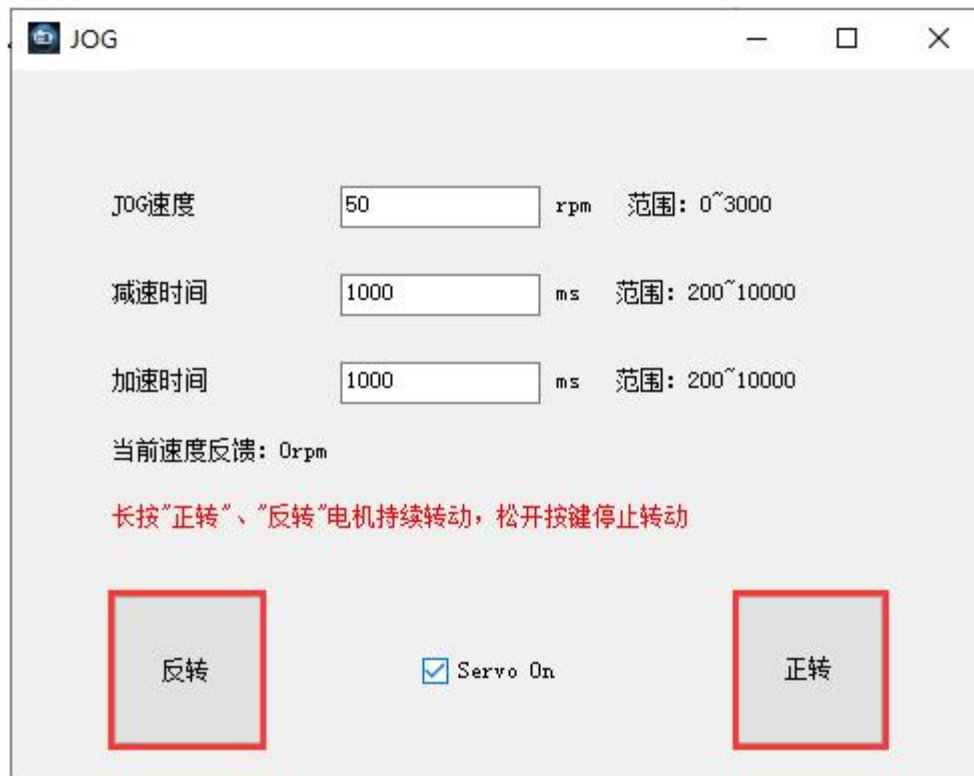 JOG
JOG速度 50 rpm 范围: 0~3000
减速时间 1000 ms 范围: 200~10000
加速时间 1000 ms 范围: 200~10000
当前速度反馈: 0rpm
长按"正转"、"反转"电机持续转动，松开按键停止转动
反转 Servo On 正转